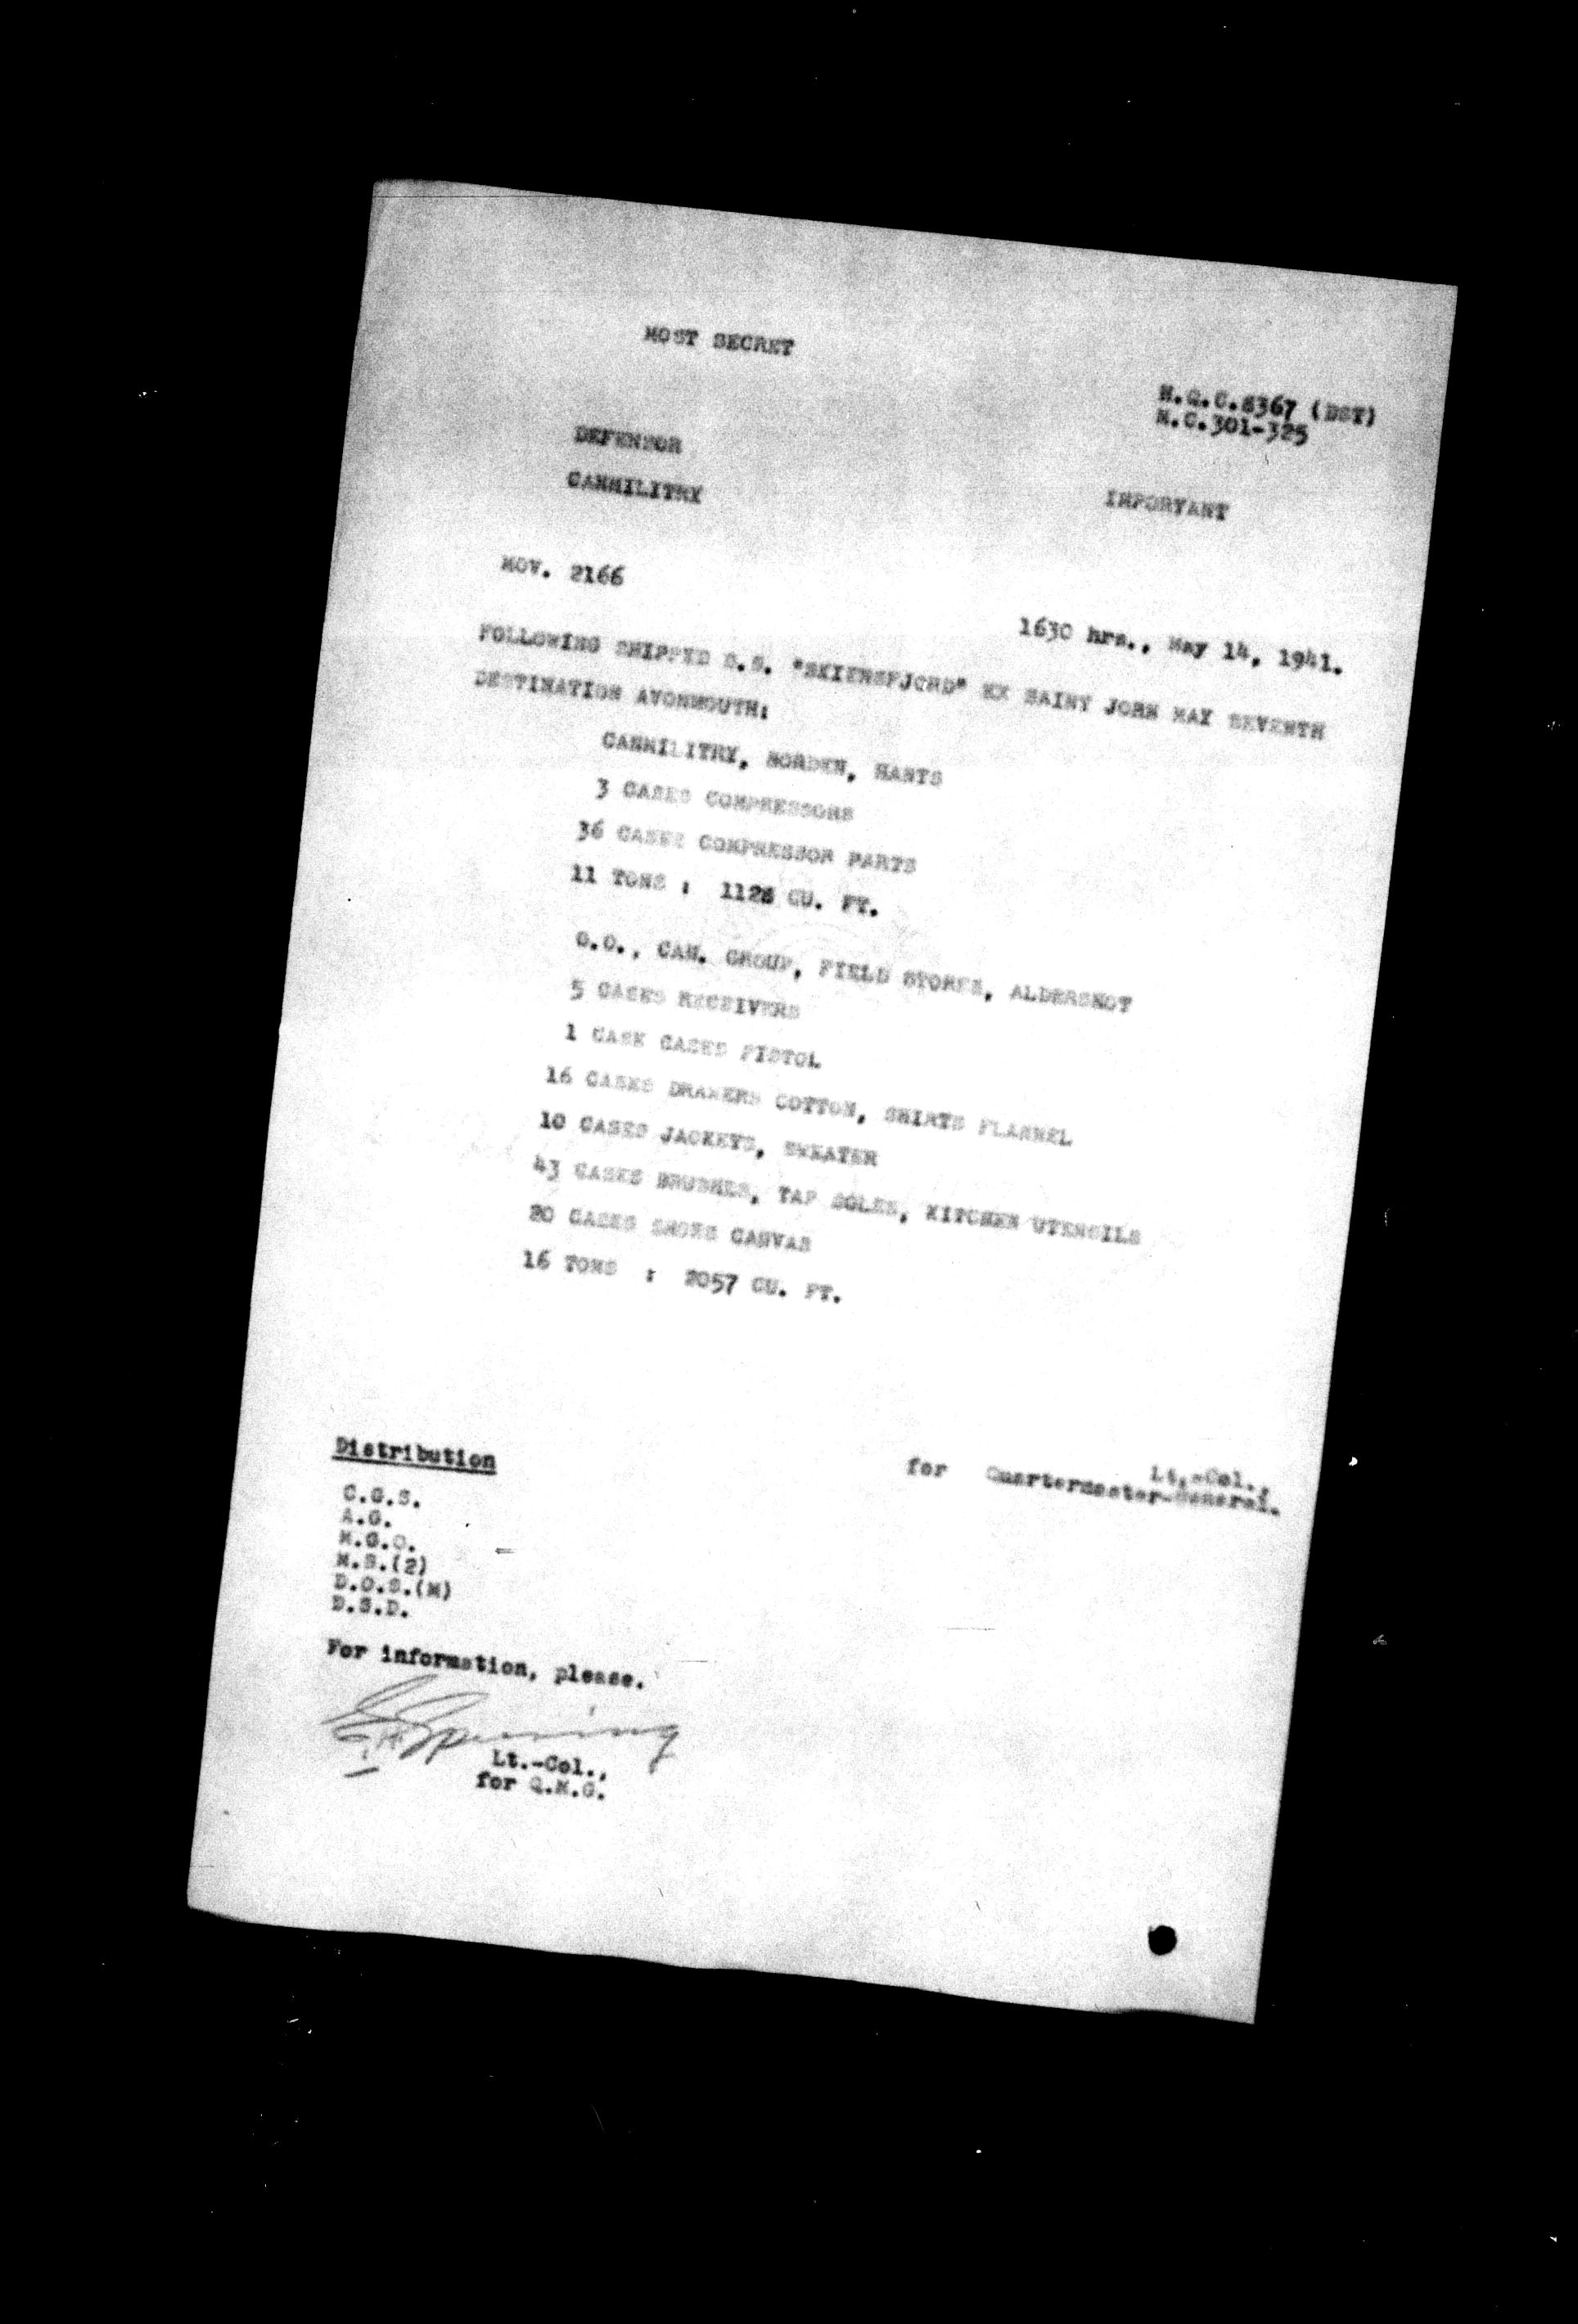 MOST SECRET
H.Q.C.8367 (DST)
M.C.301-325
DEFENSOR
CANMILITRY
IMPORTANT
MOV. 2166
1630 hrs., May 14, 1941.
FOLLOWING SHIPPED S.S. "SKIENSFJORD" EX SAINT JOHN MAY SEVENTH
DESTINATION AVONMOUTH:
CANMILITRY, BORDEN, HANTS
3 CASES COMPRESSORS
36 CASES COMPRESSOR PARTS
11 TONS : CU. FT.
O.O., CAN. GROUP, FIELD STORES, ALDERSHOT
5 CASES RECEIVERS
1 CASE CASES PISTOL
16 CASES DRAWERS COTTON, SHIRTS FLANNEL
10 CASES JACKETS, SWEATER
43 CASES BRUSHES, TAP SOLES, KITCHEN UTENSILS
20 CASES SHOES CANVAS
16 TONS : 2057 CU. FT.
Lt.-Col.,
for Quartermaster-General.
Distribution
C.G.S.
A.G.
M.G.O.
M.S.(2)
D.O.S.(M)
D.S.D.
For information, please.
Lt.-Col.,
for Q.M.G.